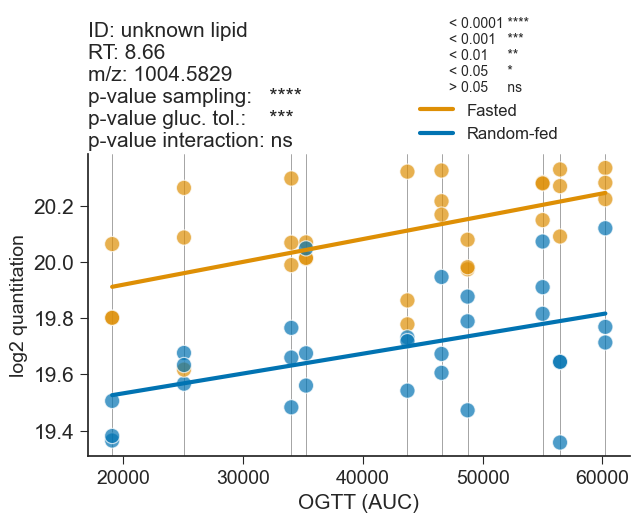 ID: unknown lipid
RT: 8.66
m/z: 1004.5829
p-value sampling: ****
p-value gluc. tol.: ***
p-value interaction: ns
< 0.0001 ****
< 0.001 ***
< 0.01 **
< 0.05 *
> 0.05 ns
Fasted
Random-fed
log2 quantitation
20.2
20.0
19.8
19.6
19.4
20000 30000 40000 50000 60000
OGTT (AUC)